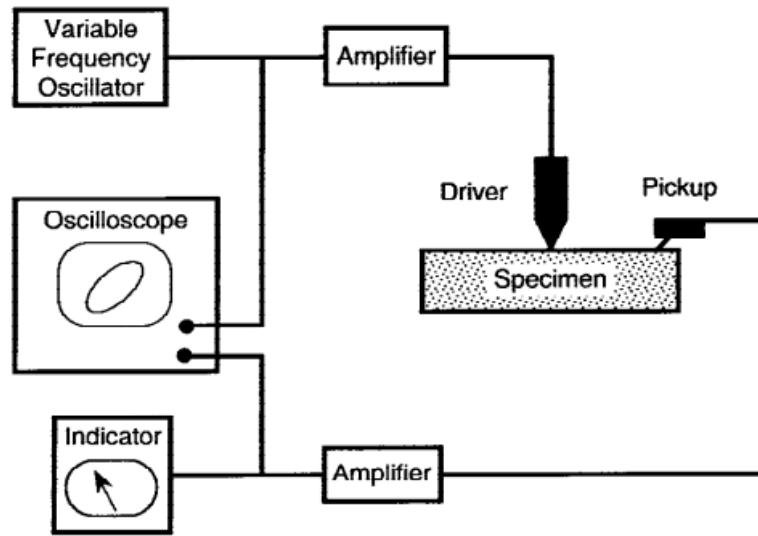 Variable
Frequency
Oscillator
Amplifier
Driver
Pickup
Oscilloscope
Specimen
Indicator
Amplifier